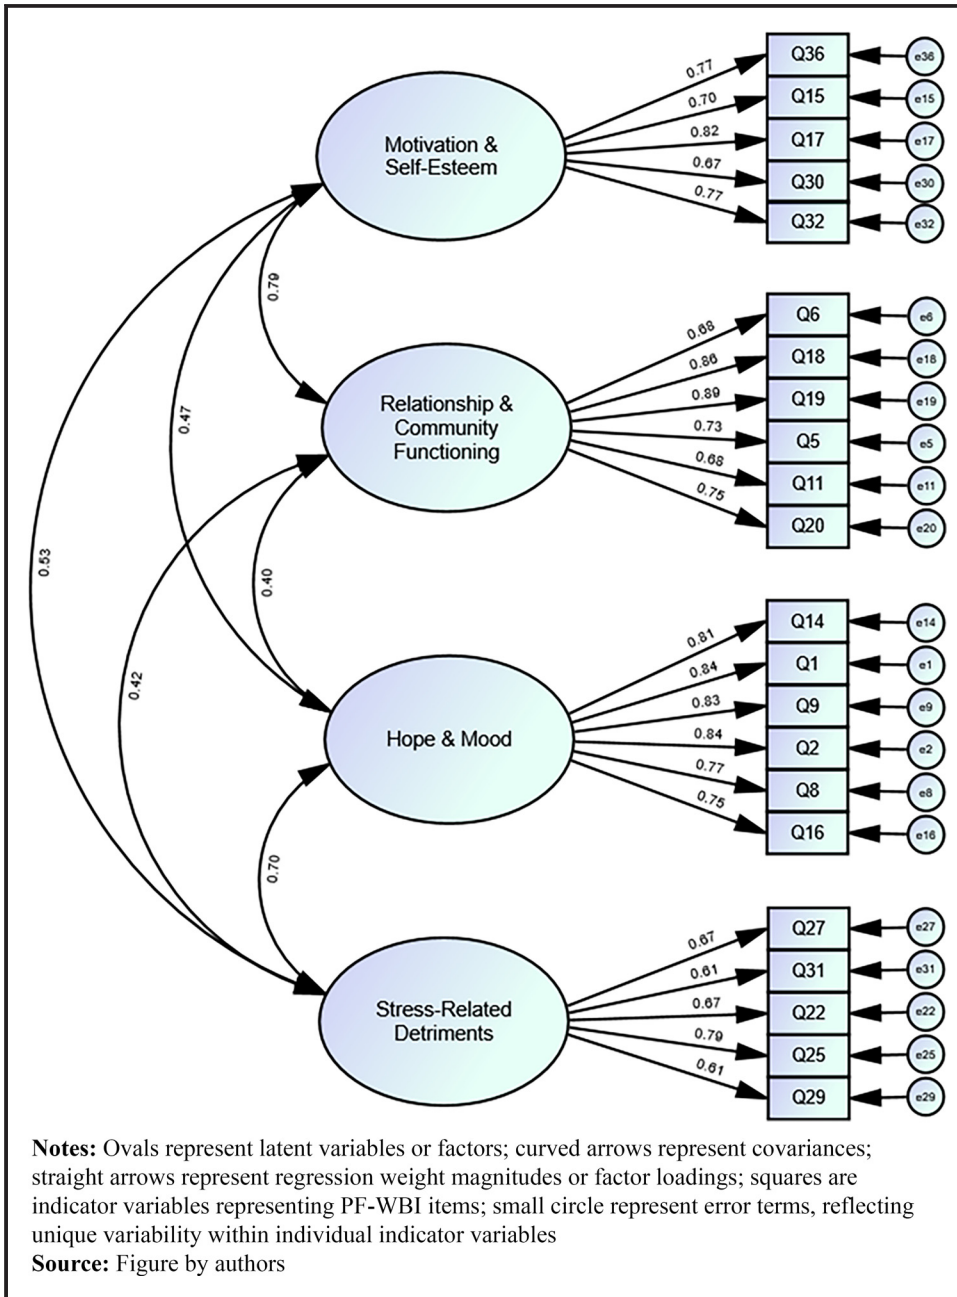 Motivation &
Self-Esteem
0.77
0.70
0.82
0.67
0.77
Q36
Q15
Q17
Q30
Q32
e36
e15
e17
e30
e32
0.79
0.47
0.53
Relationship &
Community
Functioning
0.68
0.86
0.89
0.73
0.68
0.75
Q6
Q18
Q19
Q5
Q11
Q20
e6
e18
e19
e5
e11
e20
0.40
0.42
Hope & Mood
0.81
0.84
0.83
0.84
0.77
0.75
Q14
Q1
Q9
Q2
Q8
Q16
e14
e1
e9
e2
e8
e16
0.70
Stress-Related
Detriments
0.67
0.61
0.67
0.79
0.61
Q27
Q31
Q22
Q25
Q29
e27
e31
e22
e25
e29
Notes: Ovals represent latent variables or factors; curved arrows represent covariances;
straight arrows represent regression weight magnitudes or factor loadings; squares are
indicator variables representing PF-WBI items; small circle represent error terms, reflecting
unique variability within individual indicator variables
Source: Figure by authors